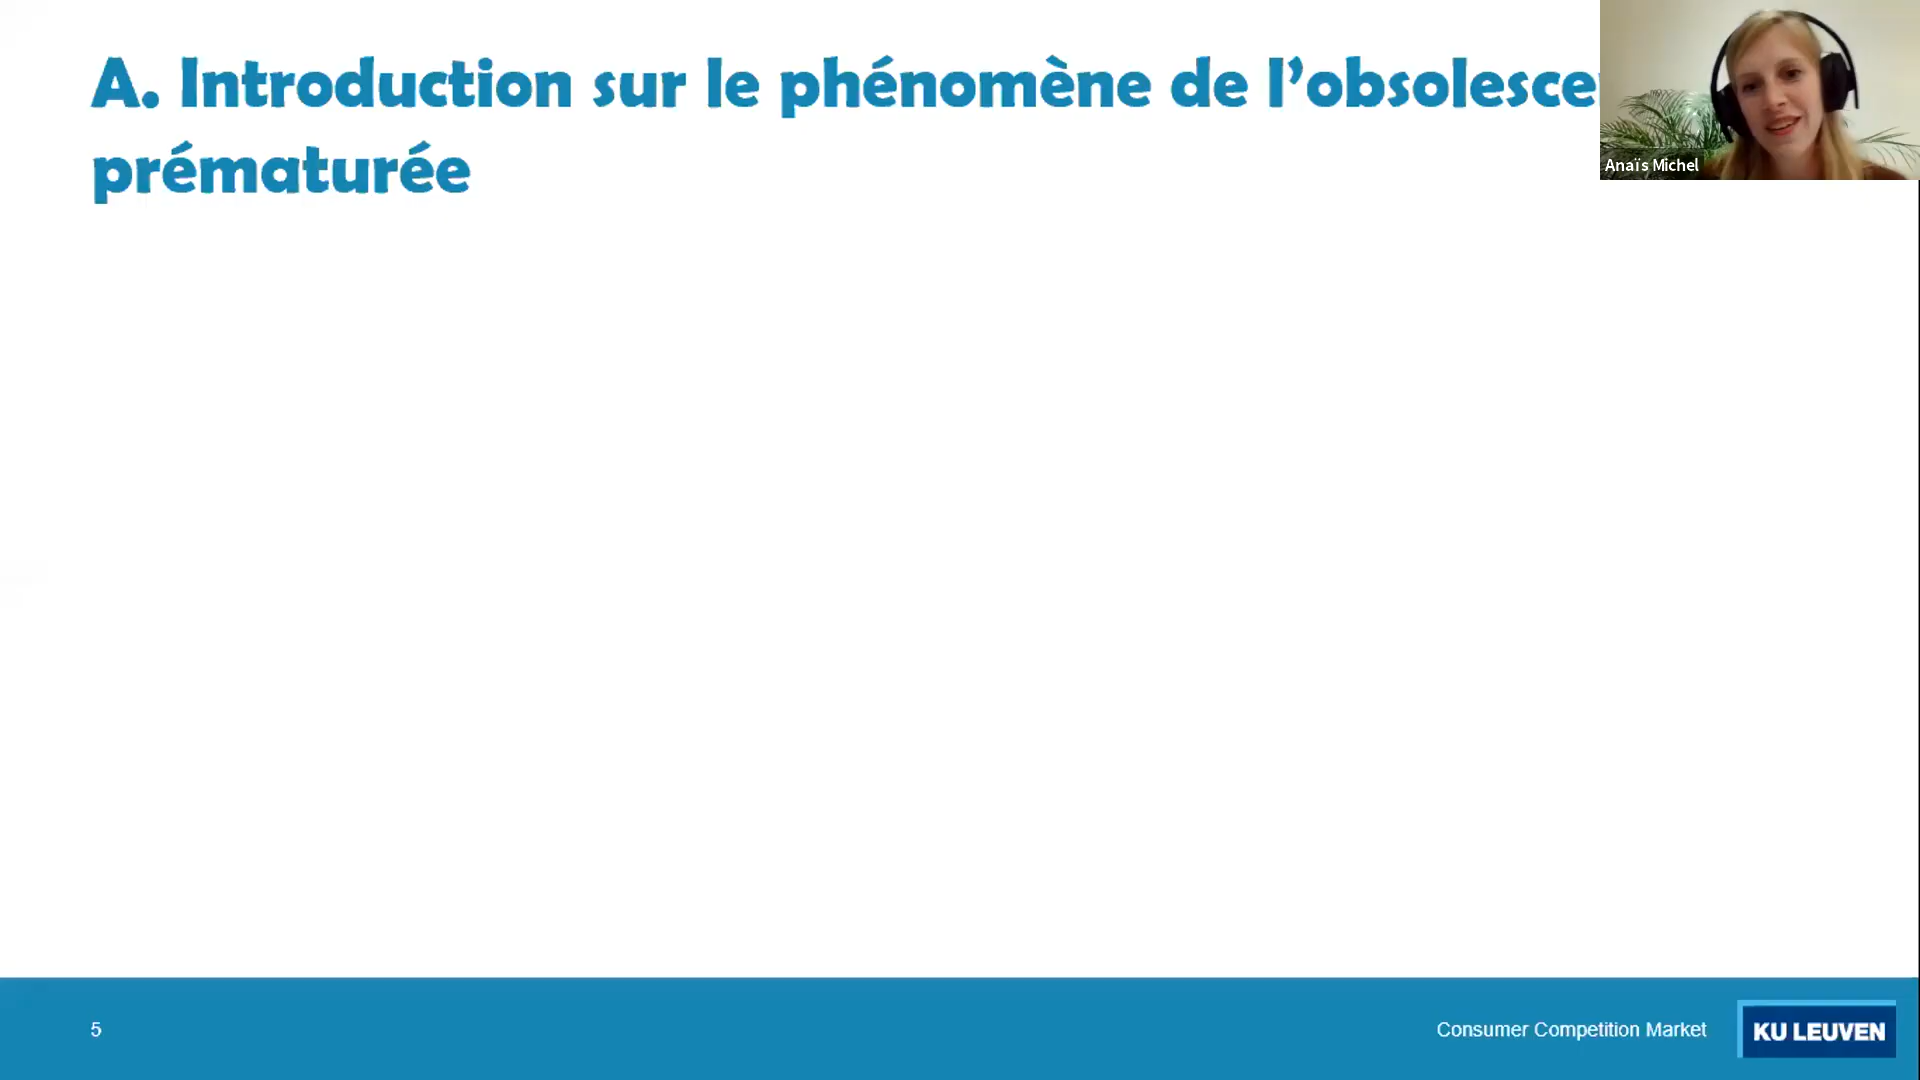 A. Introduction sur le phénomène de l’obsolesce
prématurée
Anaïs Michel
5
Consumer Competition Market
KU LEUVEN